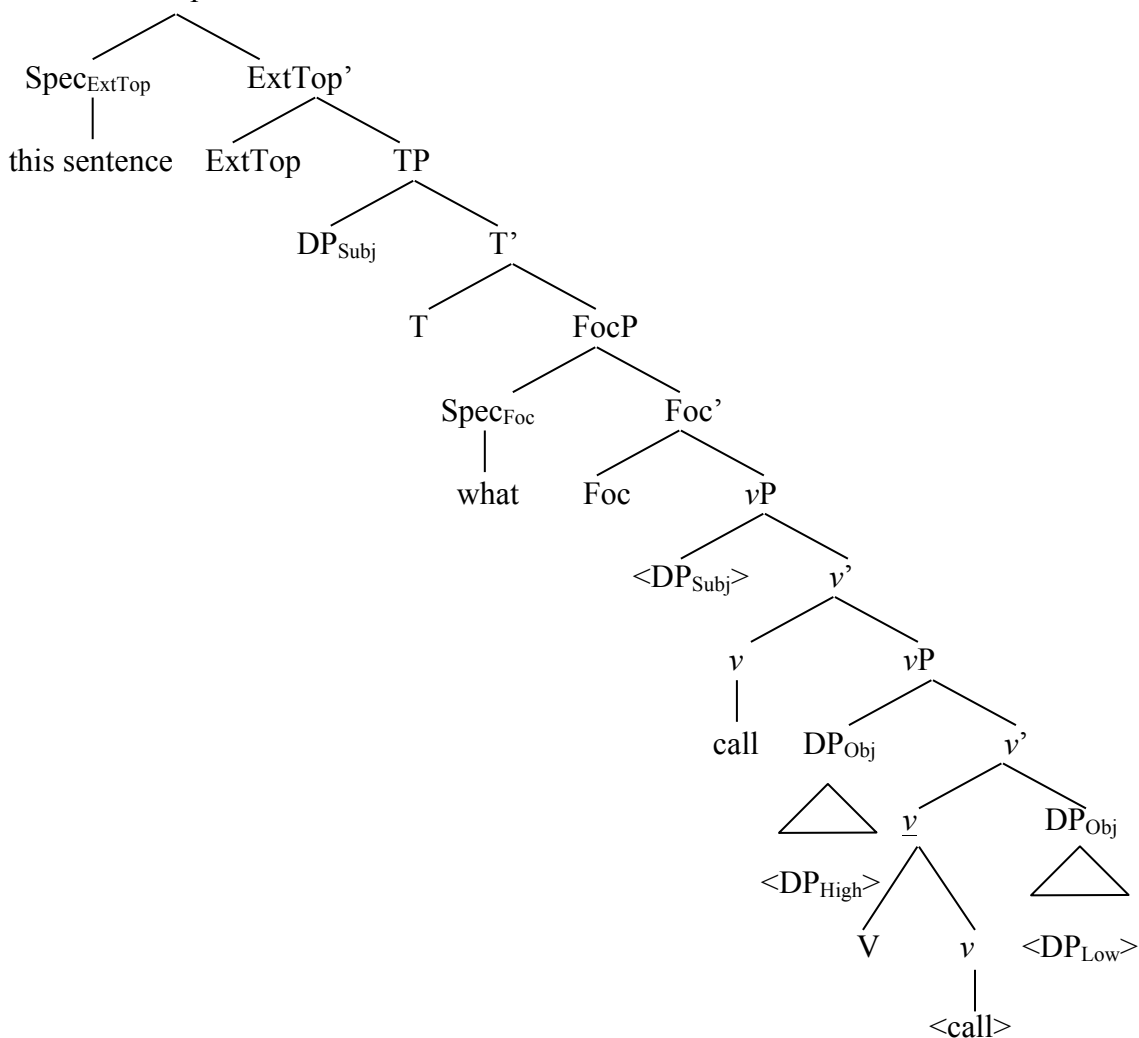 Spec_ExtTop ExtTop’
this sentence ExtTop TP
DP_Subj T’
T FocP
Spec_Foc Foc’
what Foc vP
<DP_Subj> v’
v vP
call DP_Obj v’
v DP_Obj
<DP_High>
V v <DP_Low>
<call>